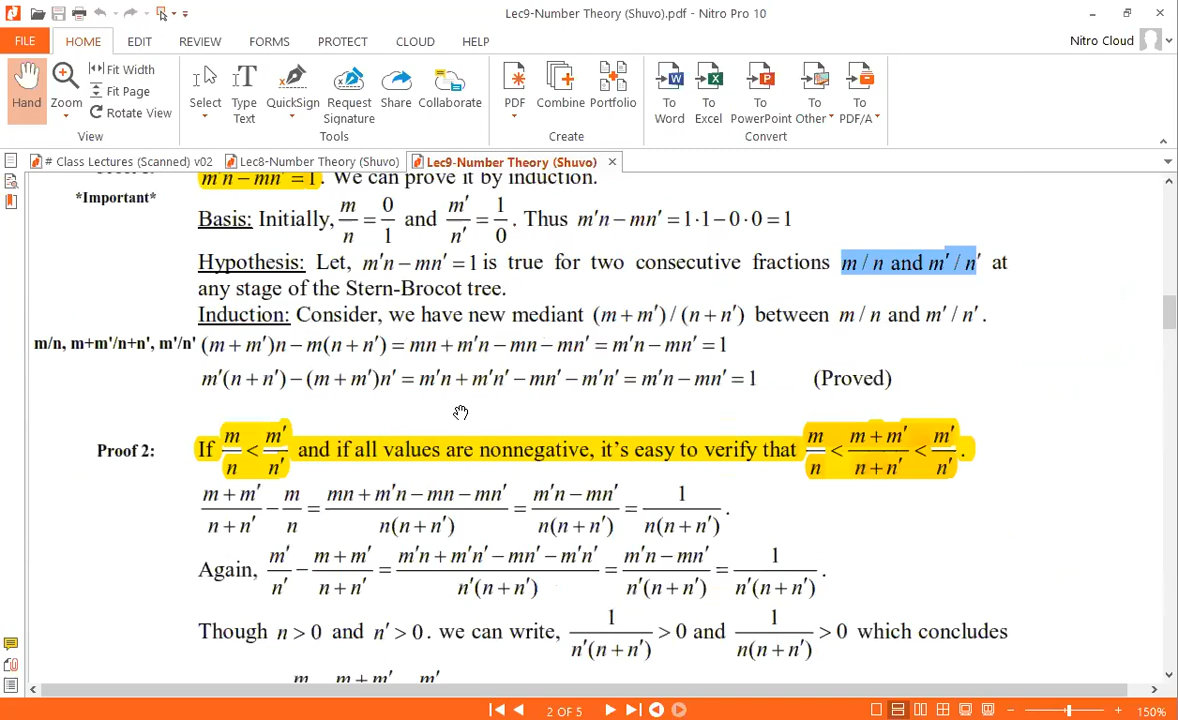 Lec9-Number Theory (Shuvo).pdf - Nitro Pro 10
FILE HOME EDIT REVIEW FORMS PROTECT CLOUD HELP Nitro Cloud
Hand Zoom Fit Width Fit Page Rotate View
Select Type Text QuickSign Request Signature Share Collaborate
PDF Combine Portfolio
To Word To Excel To PowerPoint To Other To PDF/A
View Tools Create Convert
# Class Lectures (Scanned) v02 Lec8-Number Theory (Shuvo) Lec9-Number Theory (Shuvo)
m′n − mn′ = 1. We can prove it by induction.
*Important*
Basis: Initially, m/n = 0/1 and m′/n′ = 1/0. Thus m′n − mn′ = 1·1 − 0·0 = 1
Hypothesis: Let, m′n − mn′ = 1 is true for two consecutive fractions m / n and m′ / n′ at
any stage of the Stern-Brocot tree.
Induction: Consider, we have new mediant (m + m′) / (n + n′) between m / n and m′ / n′.
m/n, m+m'/n+n', m'/n' (m + m′)n − m(n + n′) = mn + m′n − mn − mn′ = m′n − mn′ = 1
m′(n + n′) − (m + m′)n′ = m′n + m′n′ − mn′ − m′n′ = m′n − mn′ = 1 (Proved)
Proof 2: If m/n < m′/n′ and if all values are nonnegative, it’s easy to verify that m/n < (m + m′)/(n + n′) < m′/n′.
(m + m′)/(n + n′) − m/n = (mn + m′n − mn − mn′)/(n(n + n′)) = (m′n − mn′)/(n(n + n′)) = 1/(n(n + n′)).
Again, m′/n′ − (m + m′)/(n + n′) = (m′n + m′n′ − mn′ − m′n′)/(n′(n + n′)) = (m′n − mn′)/(n′(n + n′)) = 1/(n′(n + n′)).
Though n > 0 and n′ > 0. we can write, 1/(n′(n + n′)) > 0 and 1/(n(n + n′)) > 0 which concludes
2 OF 5 150%